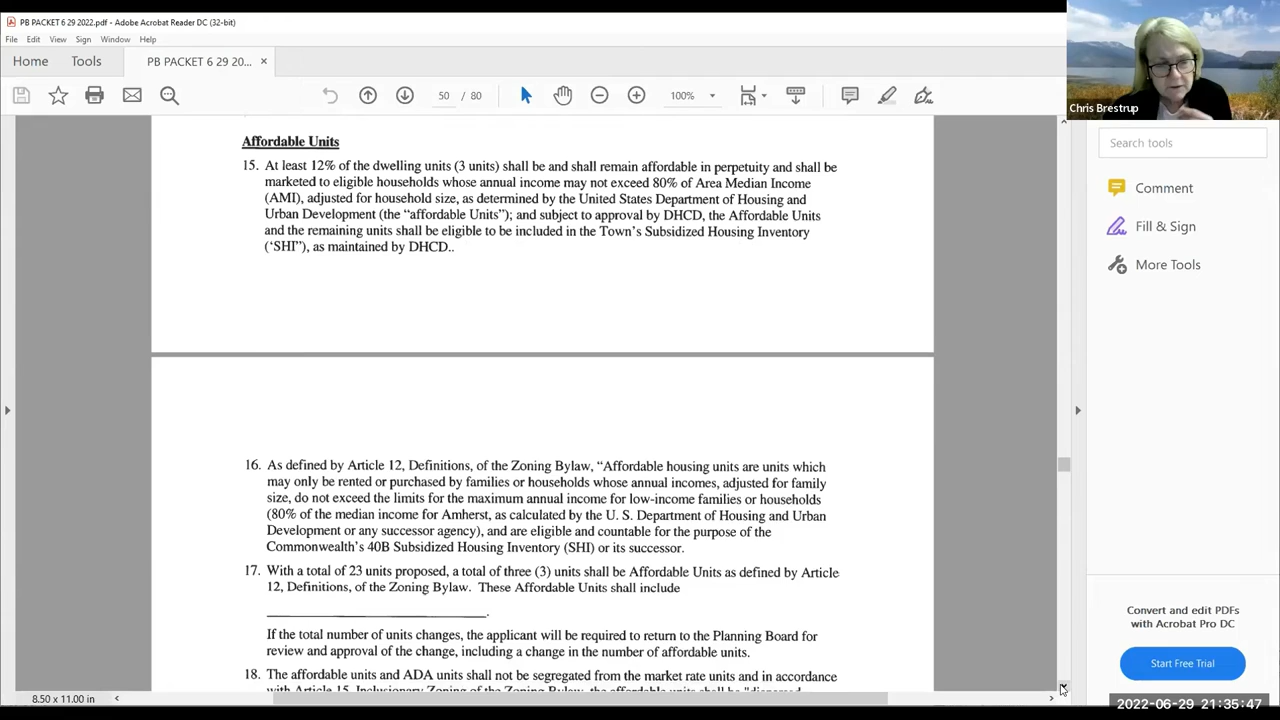 PB PACKET 6 29 2022.pdf - Adobe Acrobat Reader DC (32-bit)
File Edit View Sign Window Help
Home Tools PB PACKET 6 29 20... ×
50 / 80 100%
Chris Brestrup
Search tools
Comment
Fill & Sign
More Tools
Affordable Units
15. At least 12% of the dwelling units (3 units) shall be and shall remain affordable in perpetuity and shall be
marketed to eligible households whose annual income may not exceed 80% of Area Median Income
(AMI), adjusted for household size, as determined by the United States Department of Housing and
Urban Development (the “affordable Units”); and subject to approval by DHCD, the Affordable Units
and the remaining units shall be eligible to be included in the Town’s Subsidized Housing Inventory
(‘SHI”), as maintained by DHCD..
16. As defined by Article 12, Definitions, of the Zoning Bylaw, “Affordable housing units are units which
may only be rented or purchased by families or households whose annual incomes, adjusted for family
size, do not exceed the limits for the maximum annual income for low-income families or households
(80% of the median income for Amherst, as calculated by the U. S. Department of Housing and Urban
Development or any successor agency), and are eligible and countable for the purpose of the
Commonwealth’s 40B Subsidized Housing Inventory (SHI) or its successor.
17. With a total of 23 units proposed, a total of three (3) units shall be Affordable Units as defined by Article
12, Definitions, of the Zoning Bylaw. These Affordable Units shall include
.
If the total number of units changes, the applicant will be required to return to the Planning Board for
review and approval of the change, including a change in the number of affordable units.
18. The affordable units and ADA units shall not be segregated from the market rate units and in accordance
with Article 15, Inclusionary Zoning of the Zoning Bylaw, the affordable units shall be "dispersed
Convert and edit PDFs
with Acrobat Pro DC
Start Free Trial
8.50 x 11.00 in
2022-06-29 21:35:47